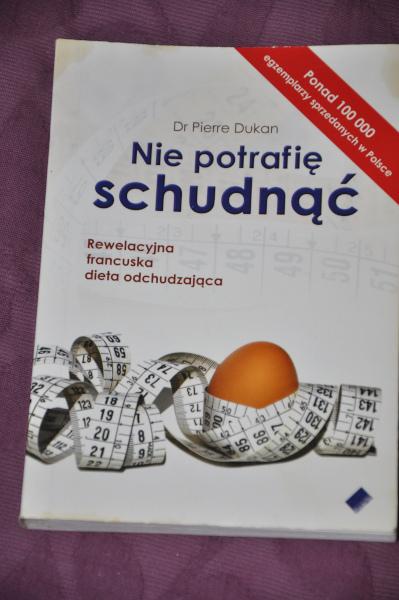 Ponad 100 000
egzemplarzy sprzedanych w Polsce
Dr Pierre Dukan
Nie potrafię
schudnąć
Rewelacyjna
francuska
dieta odchudzająca